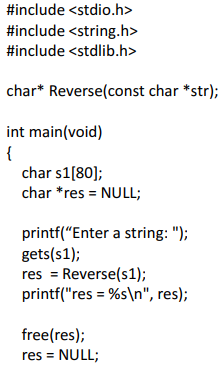 #include <stdio.h>
#include <string.h>
#include <stdlib.h>
char* Reverse(const char *str);
int main(void)
{
char s1[80];
char *res = NULL;
printf(“Enter a string: ");
gets(s1);
res  = Reverse(s1);
printf("res = %s\n", res);
free(res);
res = NULL;